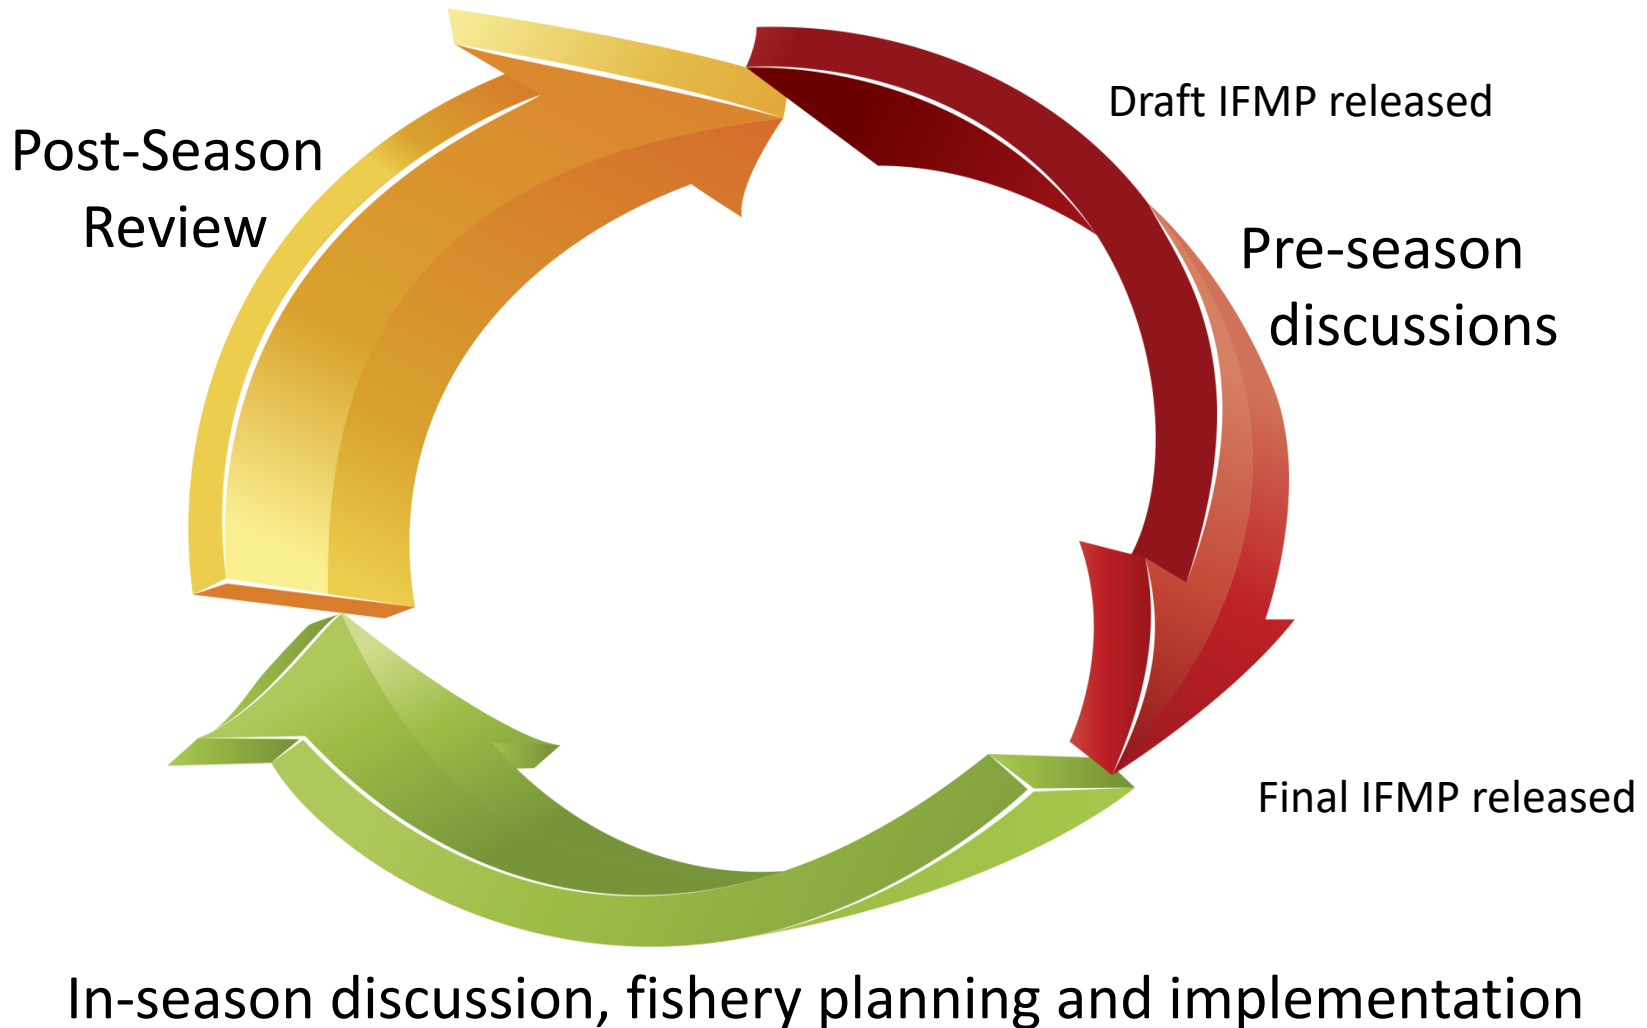 Draft IFMP released
Post-Season
Review
Pre-season
discussions
Final IFMP released
In-season discussion, fishery planning and implementation